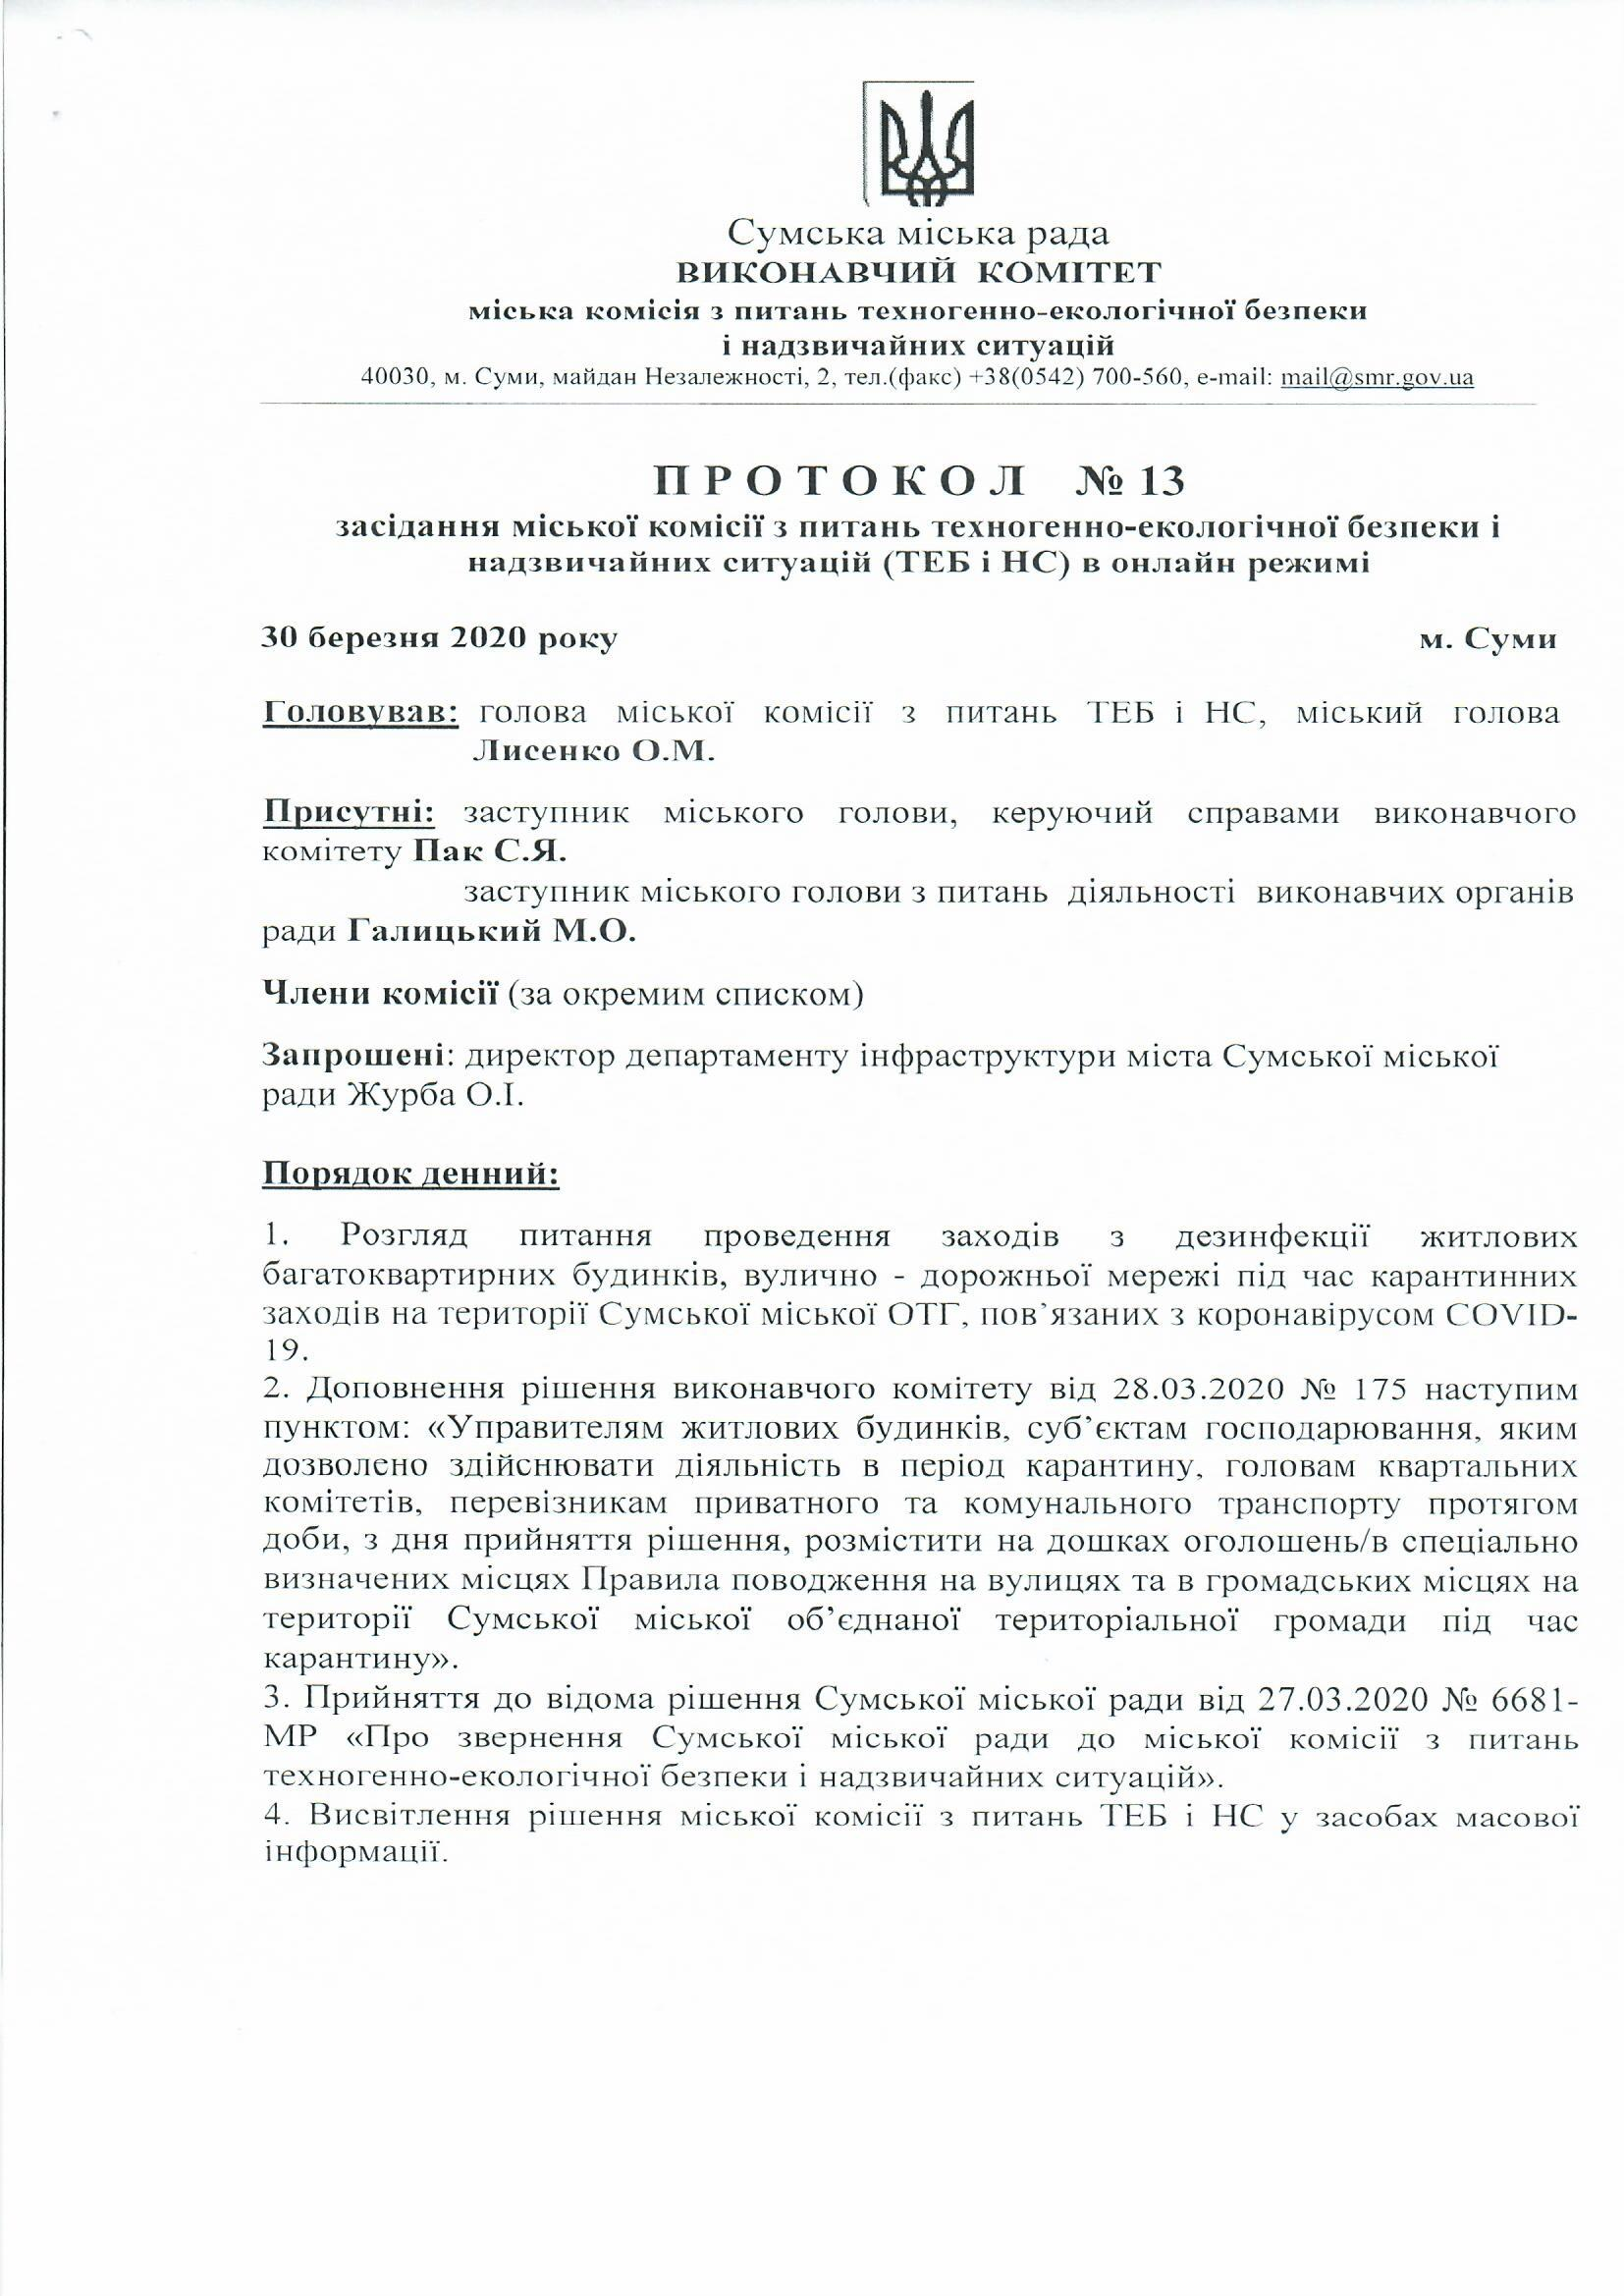 Сумська міська рада
ВИКОНАВЧИЙ КОМІТЕТ
міська комісія з питань техногенно-екологічної безпеки
і надзвичайних ситуацій
40030, м. Суми, майдан Незалежності, 2, тел.(факс) +38(0542) 700-560, e-mail: mail@smr.gov.ua
П Р О Т О К О Л № 13
засідання міської комісії з питань техногенно-екологічної безпеки і
надзвичайних ситуацій (ТЕБ і НС) в онлайн режимі
30 березня 2020 року м. Суми
Головував: голова міської комісії з питань ТЕБ і НС, міський голова
Лисенко О.М.
Присутні: заступник міського голови, керуючий справами виконавчого
комітету Пак С.Я.
заступник міського голови з питань діяльності виконавчих органів
ради Галицький М.О.
Члени комісії (за окремим списком)
Запрошені: директор департаменту інфраструктури міста Сумської міської
ради Журба О.І.
Порядок денний:
1. Розгляд питання проведення заходів з дезинфекції житлових
багатоквартирних будинків, вулично - дорожньої мережі під час карантинних
заходів на території Сумської міської ОТГ, пов’язаних з коронавірусом COVID-
19.
2. Доповнення рішення виконавчого комітету від 28.03.2020 № 175 наступим
пунктом: «Управителям житлових будинків, суб’єктам господарювання, яким
дозволено здійснювати діяльність в період карантину, головам квартальних
комітетів, перевізникам приватного та комунального транспорту протягом
доби, з дня прийняття рішення, розмістити на дошках оголошень/в спеціально
визначених місцях Правила поводження на вулицях та в громадських місцях на
території Сумської міської об’єднаної територіальної громади під час
карантину».
3. Прийняття до відома рішення Сумської міської ради від 27.03.2020 № 6681-
МР «Про звернення Сумської міської ради до міської комісії з питань
техногенно-екологічної безпеки і надзвичайних ситуацій».
4. Висвітлення рішення міської комісії з питань ТЕБ і НС у засобах масової
інформації.